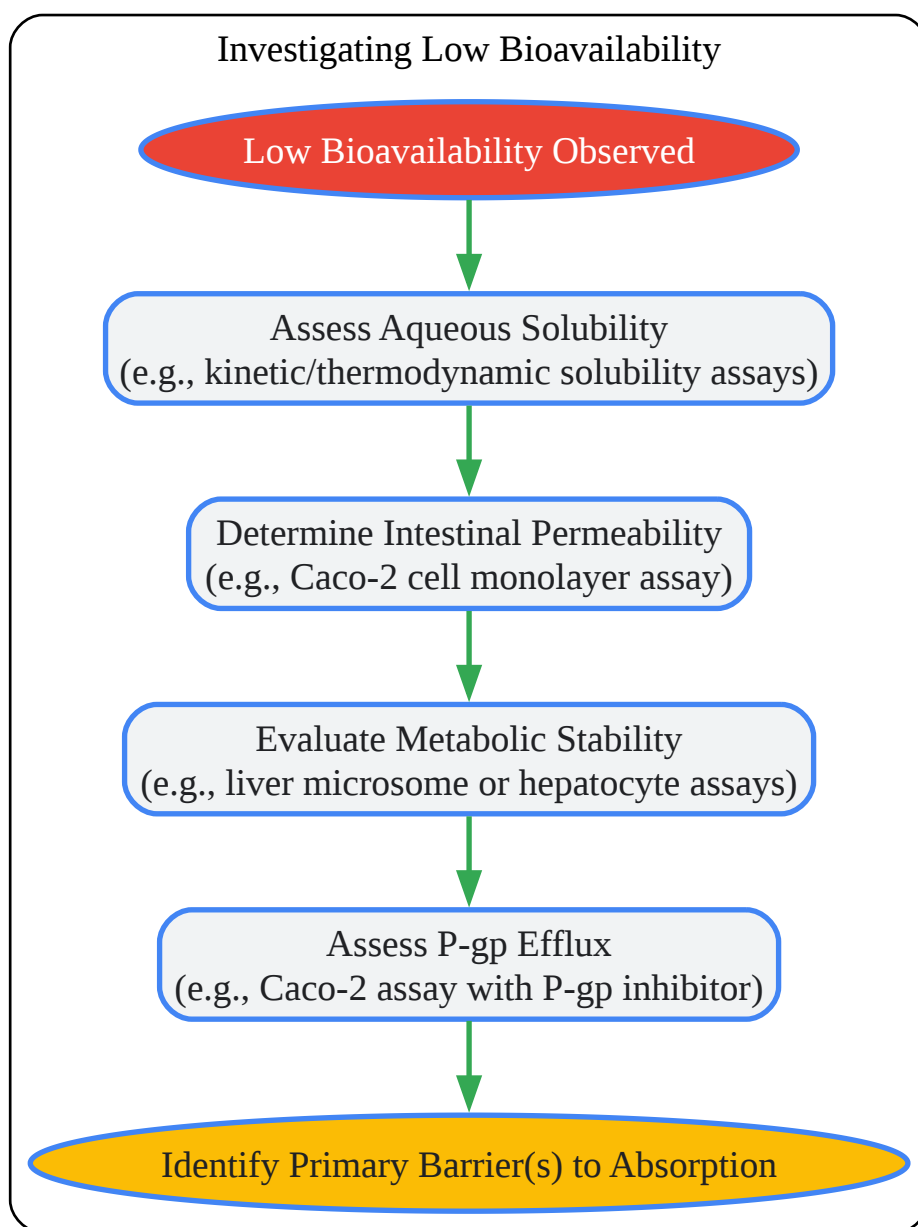 Investigating Low Bioavailability
Low Bioavailability Observed
Assess Aqueous Solubility
(e.g., kinetic/thermodynamic solubility assays)
Determine Intestinal Permeability
(e.g., Caco-2 cell monolayer assay)
Evaluate Metabolic Stability
(e.g., liver microsome or hepatocyte assays)
Assess P-gp Efflux
(e.g., Caco-2 assay with P-gp inhibitor)
Identify Primary Barrier(s) to Absorption